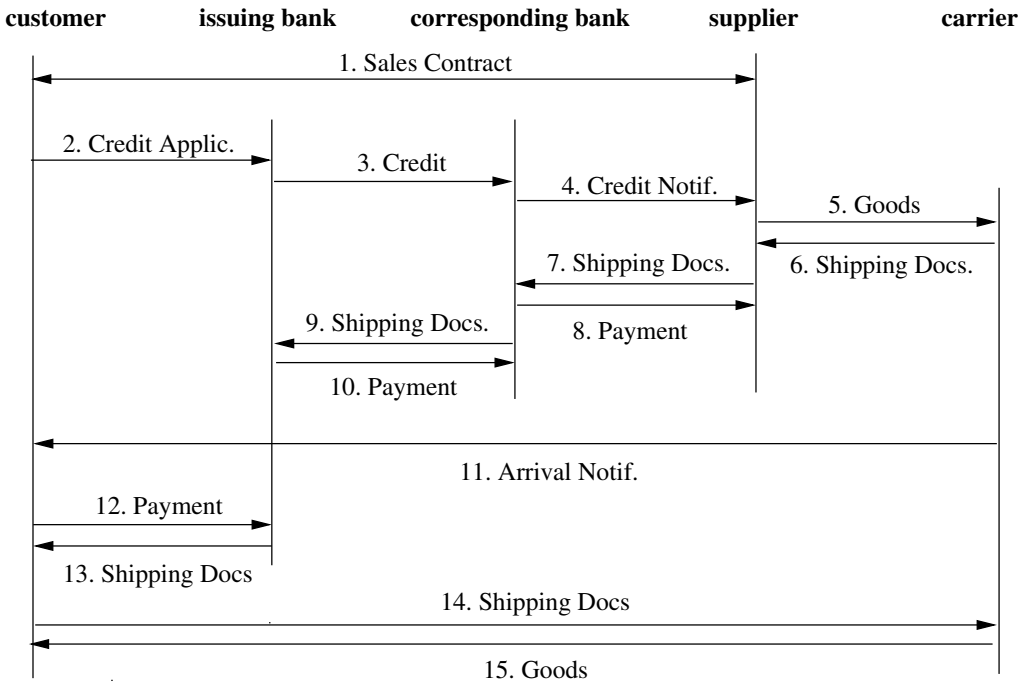 customer issuing bank corresponding bank supplier carrier
1. Sales Contract
2. Credit Applic.
3. Credit
4. Credit Notif.
5. Goods
6. Shipping Docs.
7. Shipping Docs.
8. Payment
9. Shipping Docs.
10. Payment
11. Arrival Notif.
12. Payment
13. Shipping Docs
14. Shipping Docs
15. Goods